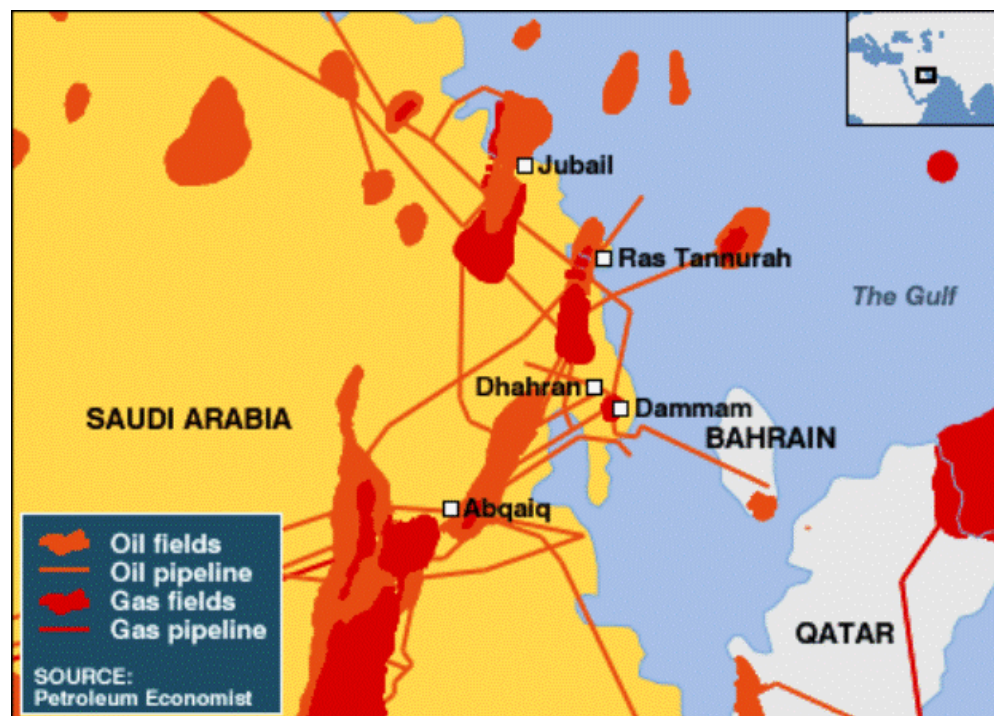 Jubail
Ras Tannurah
The Gulf
Dhahran
SAUDI ARABIA
Dammam
BAHRAIN
Abqaiq
Oil fields
Oil pipeline
Gas fields
Gas pipeline
QATAR
SOURCE:
Petroleum Economist